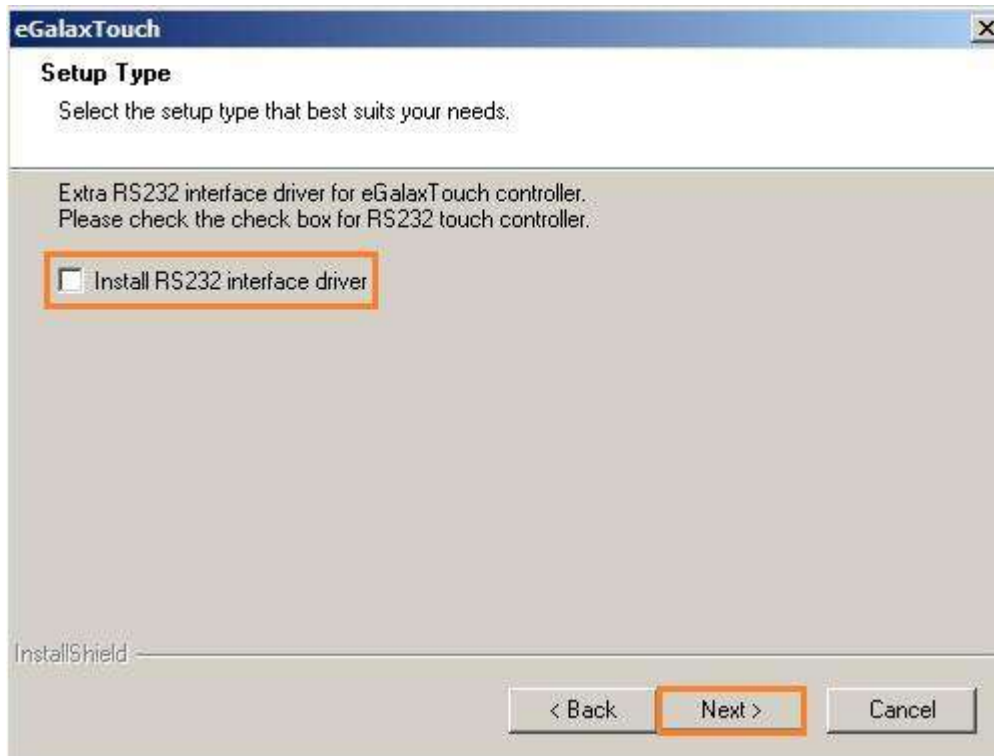 eGalaxTouch
Setup Type
Select the setup type that best suits your needs.
Extra RS232 interface driver for eGalaxTouch controller.
Please check the check box for RS232 touch controller.
Install RS232 interface driver
InstallShield
< Back Next > Cancel